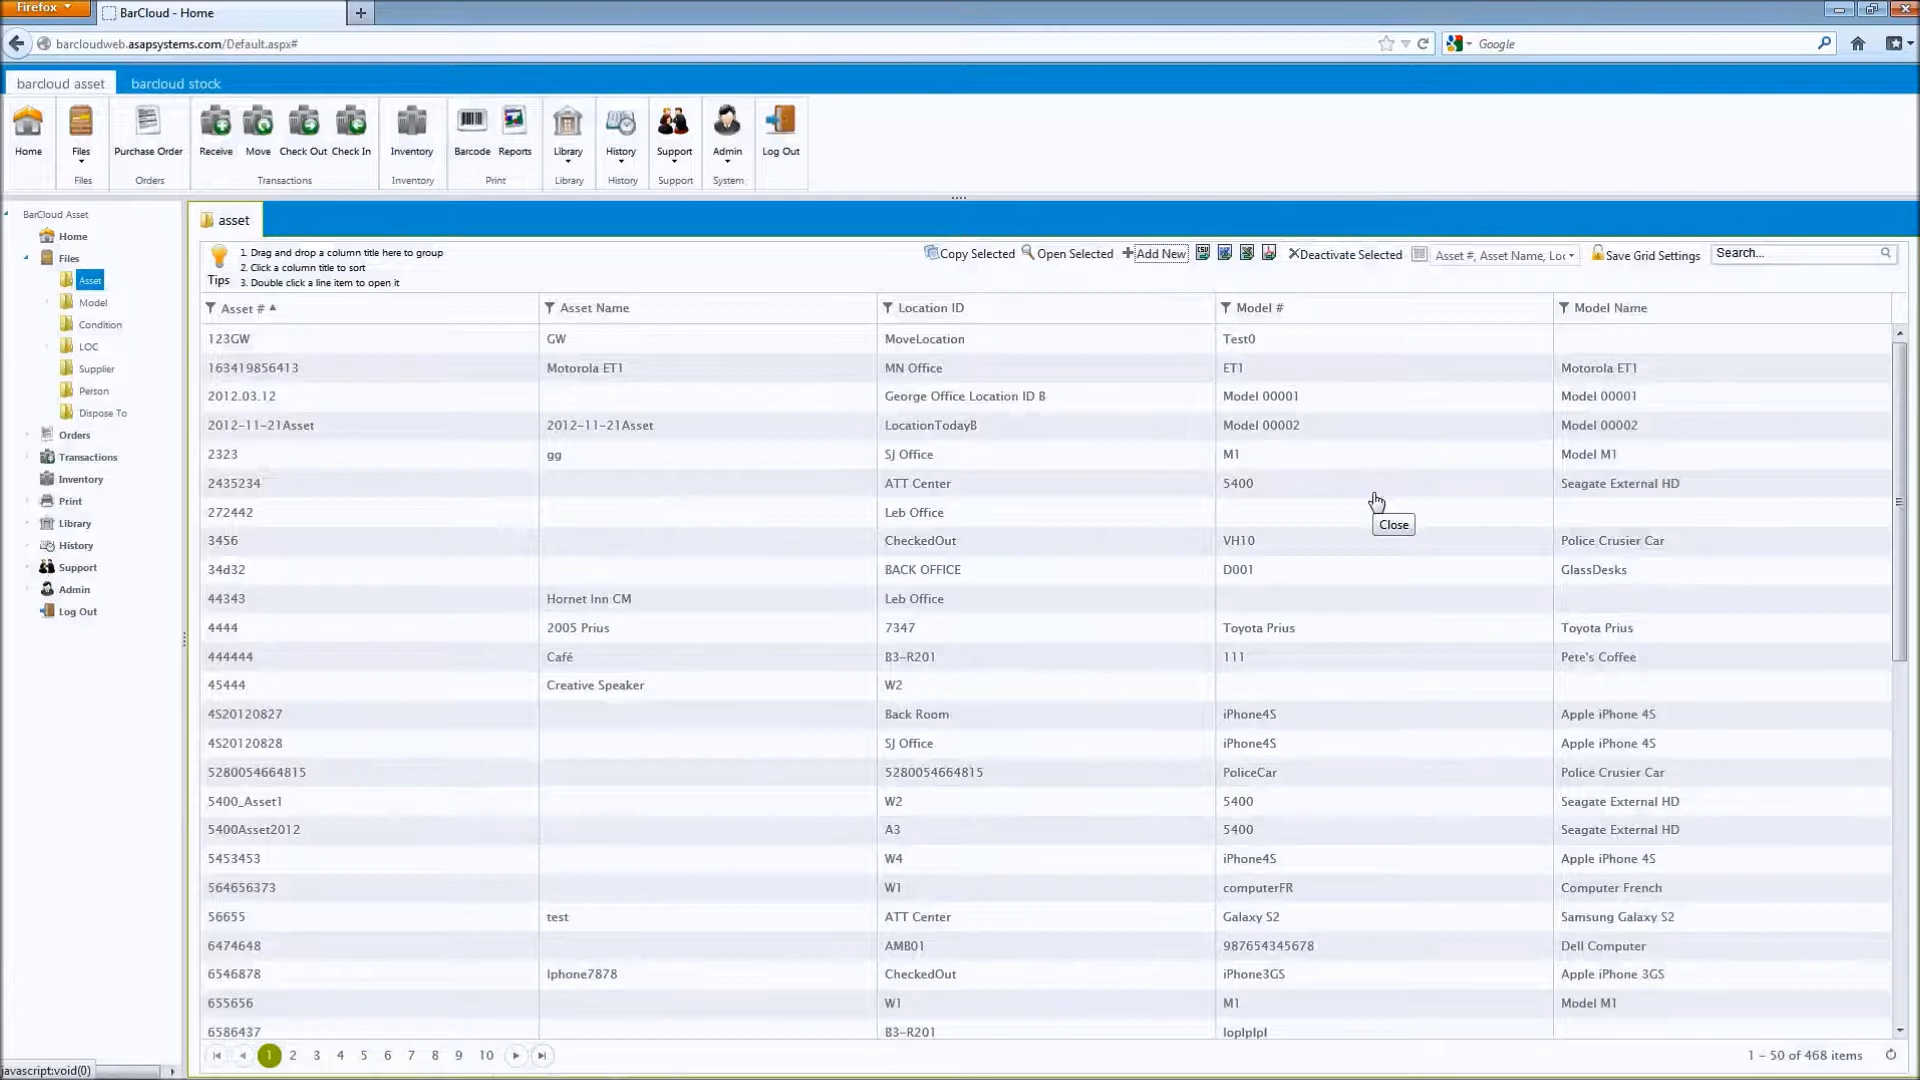 Firefox
BarCloud - Home
barcloudweb.asapsystems.com/Default.aspx#
Google
barcloud asset
barcloud stock
Home
Files
Purchase Order
Receive
Move
Check Out
Check In
Inventory
Barcode
Reports
Library
History
Support
Admin
Log Out
Files
Orders
Transactions
Inventory
Print
Library
History
Support
System
BarCloud Asset
Home
Files
Asset
Model
Condition
LOC
Supplier
Person
Dispose To
Orders
Transactions
Inventory
Print
Library
History
Support
Admin
Log Out
asset
Tips
1. Drag and drop a column title here to group
2. Click a column title to sort
3. Double click a line item to open it
Copy Selected
Open Selected
Add New
Deactivate Selected
Asset #, Asset Name, Loc
Save Grid Settings
Search...
Asset # Asset Name Location ID Model # Model Name
123GW GW MoveLocation Test0
163419856413 Motorola ET1 MN Office ET1 Motorola ET1
2012.03.12 George Office Location ID B Model 00001 Model 00001
2012-11-21Asset 2012-11-21Asset LocationTodayB Model 00002 Model 00002
2323 gg SJ Office M1 Model M1
2435234 ATT Center 5400 Seagate External HD
272442 Leb Office
Close
3456 CheckedOut VH10 Police Crusier Car
34d32 BACK OFFICE D001 GlassDesks
44343 Hornet Inn CM Leb Office
4444 2005 Prius 7347 Toyota Prius Toyota Prius
444444 Café B3-R201 111 Pete's Coffee
45444 Creative Speaker W2
4S20120827 Back Room iPhone4S Apple iPhone 4S
4S20120828 SJ Office iPhone4S Apple iPhone 4S
5280054664815 5280054664815 PoliceCar Police Crusier Car
5400_Asset1 W2 5400 Seagate External HD
5400Asset2012 A3 5400 Seagate External HD
5453453 W4 iPhone4S Apple iPhone 4S
564656373 W1 computerFR Computer French
56655 test ATT Center Galaxy S2 Samsung Galaxy S2
6474648 AMB01 987654345678 Dell Computer
6546878 Iphone7878 CheckedOut iPhone3GS Apple iPhone 3GS
655656 W1 M1 Model M1
6586437 B3-R201
1 2 3 4 5 6 7 8 9 10
1 - 50 of 468 items
javascript:void(0)